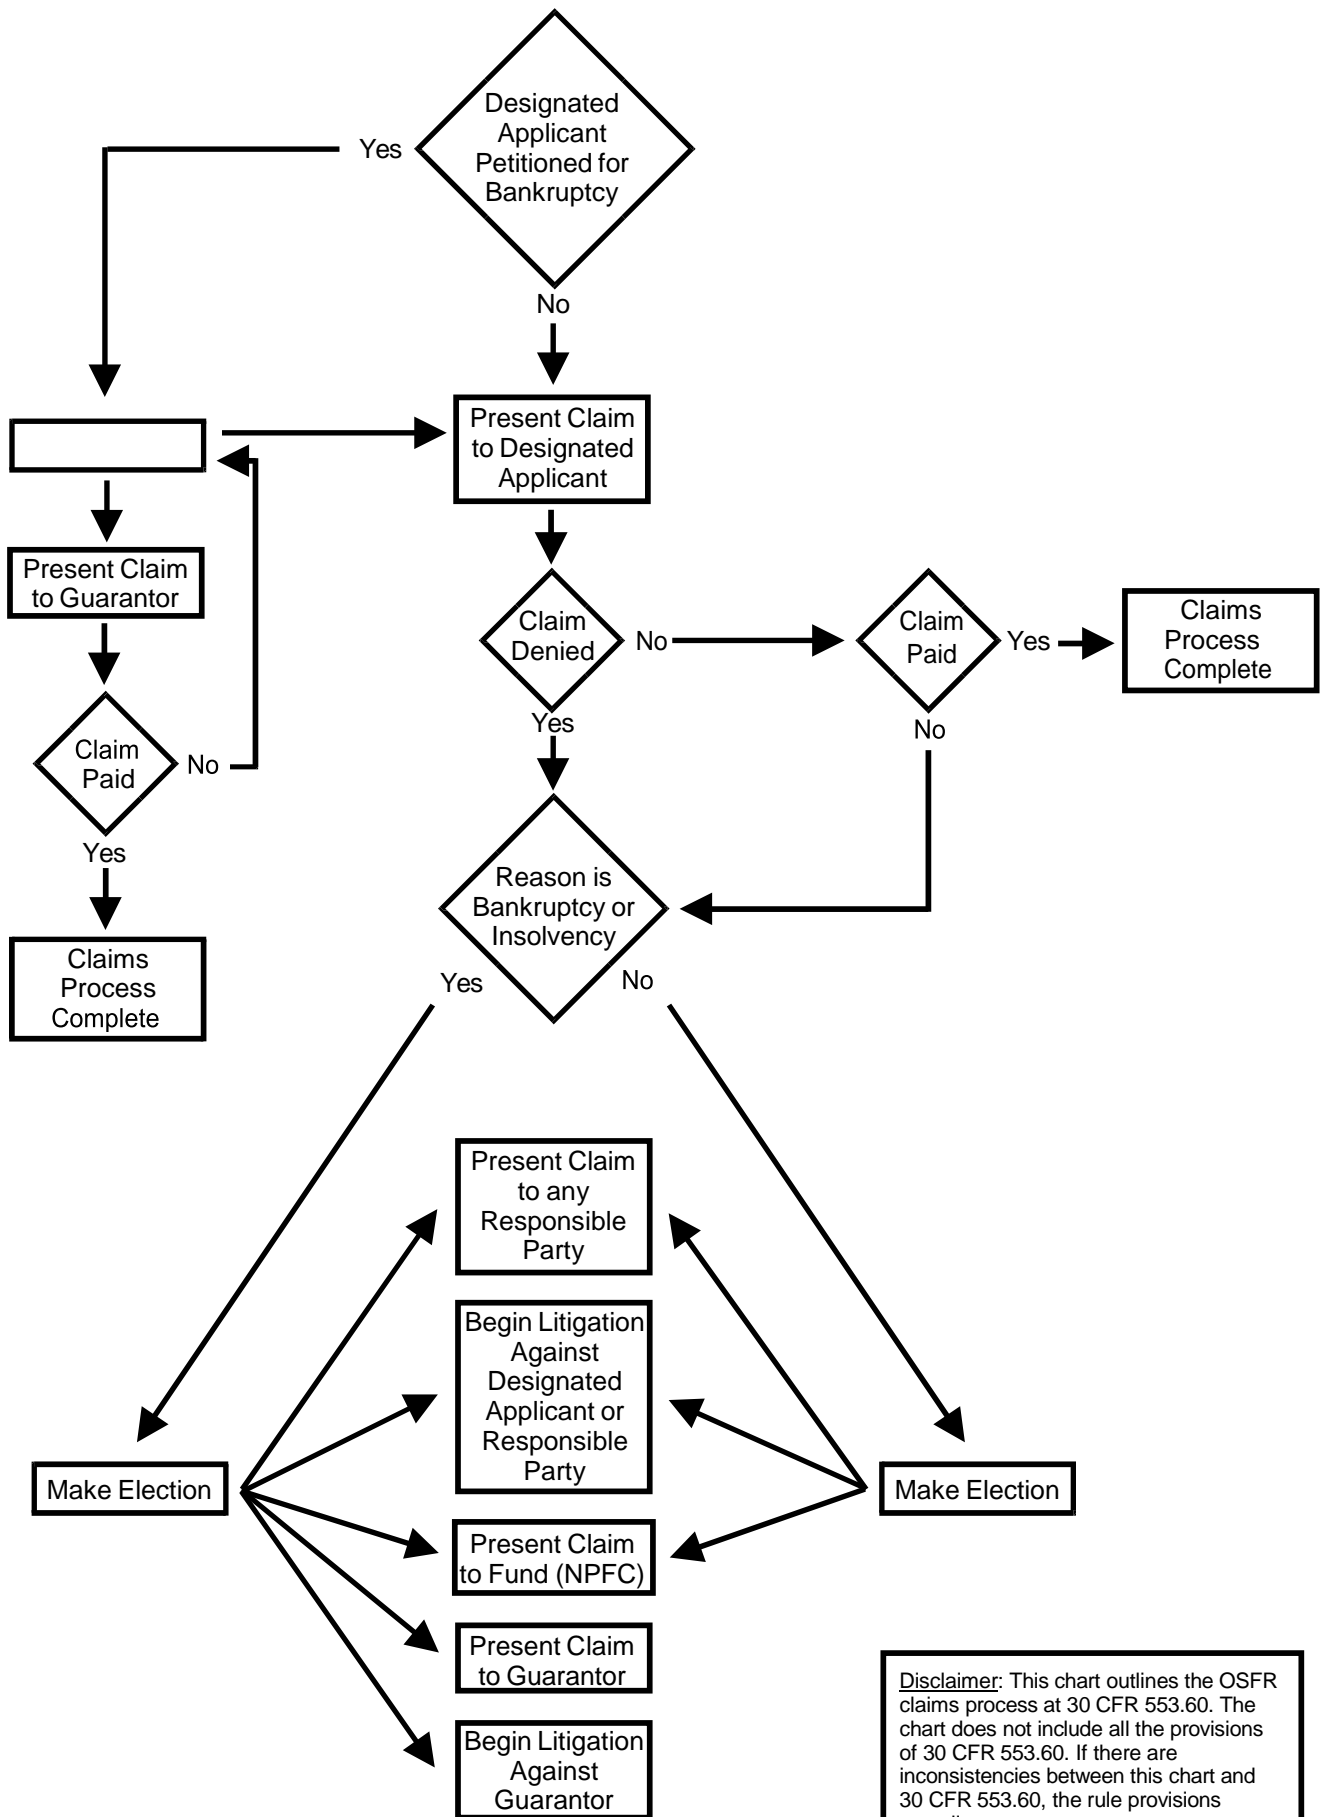 Designated
Applicant
Petitioned for
Bankruptcy
Yes
No
Present Claim
to Designated
Applicant
Present Claim
to Guarantor
Claim
Denied
No
Claim
Paid
Yes
Claims
Process
Complete
Yes
No
Claim
Paid
No
Yes
Reason is
Bankruptcy or
Insolvency
Yes
No
Claims
Process
Complete
Present Claim
to any
Responsible
Party
Begin Litigation
Against
Designated
Applicant or
Responsible
Party
Make Election
Make Election
Present Claim
to Fund (NPFC)
Present Claim
to Guarantor
Begin Litigation
Against
Guarantor
Disclaimer: This chart outlines the OSFR
claims process at 30 CFR 553.60. The
chart does not include all the provisions
of 30 CFR 553.60. If there are
inconsistencies between this chart and
30 CFR 553.60, the rule provisions